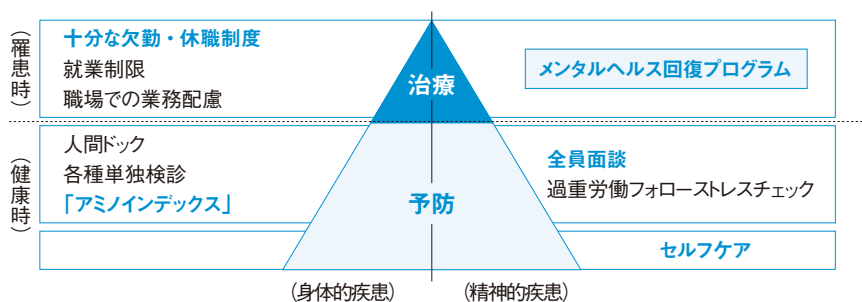 (罹患時)
十分な欠勤・休職制度
就業制限
職場での業務配慮
治療
メンタルヘルス回復プログラム
(健康時)
人間ドック
各種単独検診
「アミノインデックス」
予防
全員面談
過重労働フォローストレスチェック
セルフケア
(身体的疾患)
(精神的疾患)